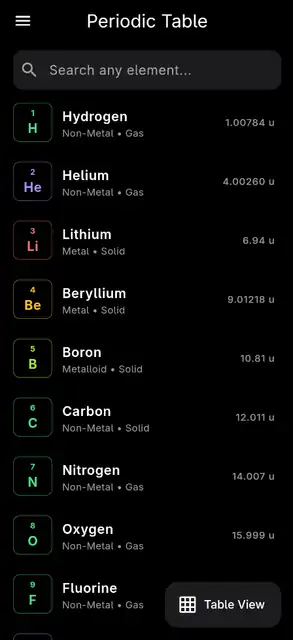 Periodic Table
Search any element...
1
H
Hydrogen
Non-Metal • Gas
1.00784 u
2
He
Helium
Non-Metal • Gas
4.00260 u
3
Li
Lithium
Metal • Solid
6.94 u
4
Be
Beryllium
Metal • Solid
9.01218 u
5
B
Boron
Metalloid • Solid
10.81 u
6
C
Carbon
Non-Metal • Solid
12.011 u
7
N
Nitrogen
Non-Metal • Gas
14.007 u
8
O
Oxygen
Non-Metal • Gas
15.999 u
9
F
Fluorine
Non-Metal • Gas
Table View